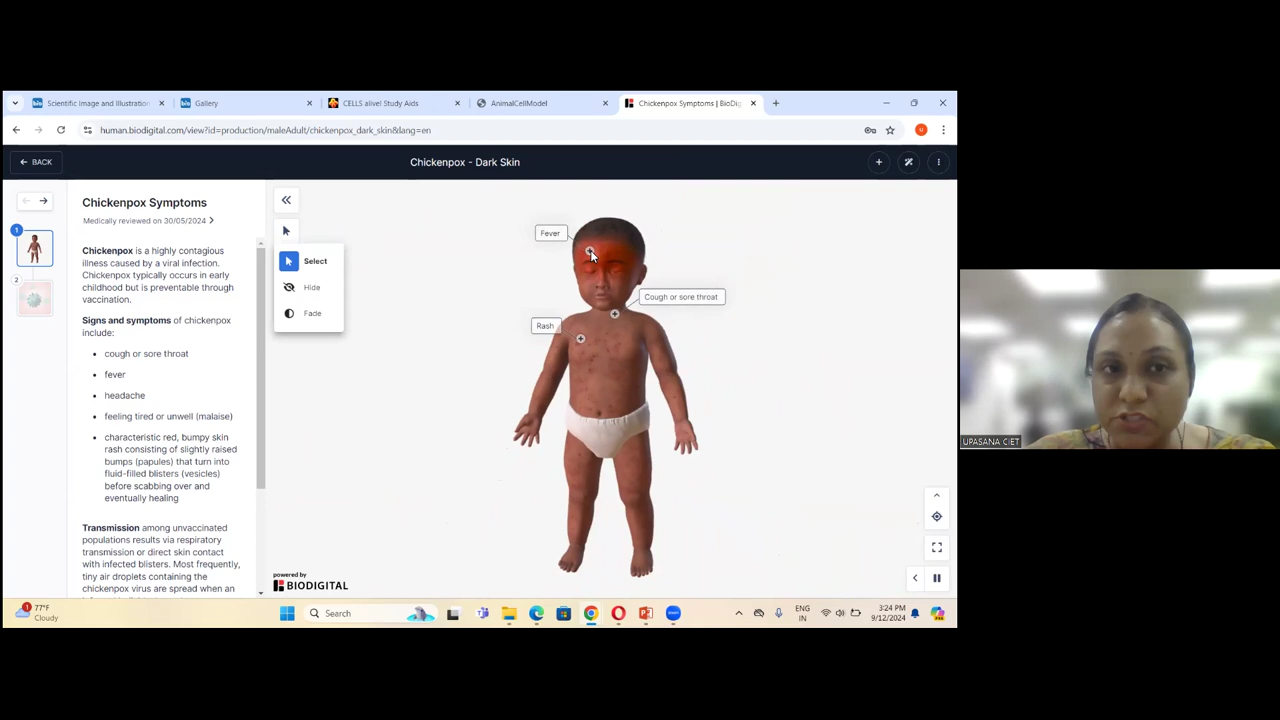 Scientific Image and Illustration
Gallery
CELLS alive! Study Aids
AnimalCellModel
Chickenpox Symptoms | BioDig
human.biodigital.com/view?id=production/maleAdult/chickenpox_dark_skin&lang=en
BACK
Chickenpox - Dark Skin
Chickenpox Symptoms
Medically reviewed on 30/05/2024
1
2
Chickenpox is a highly contagious
illness caused by a viral infection.
Chickenpox typically occurs in early
childhood but is preventable through
vaccination.
Signs and symptoms of chickenpox
include:
• cough or sore throat
• fever
• headache
• feeling tired or unwell (malaise)
• characteristic red, bumpy skin
rash consisting of slightly raised
bumps (papules) that turn into
fluid-filled blisters (vesicles)
before scabbing over and
eventually healing
Transmission among unvaccinated
populations results via respiratory
transmission or direct skin contact
with infected blisters. Most frequently,
tiny air droplets containing the
chickenpox virus are spread when an
Select
Hide
Fade
Fever
Cough or sore throat
Rash
powered by
BIODIGITAL
UPASANA CIET
1
77°F
Cloudy
Search
ENG
IN
3:24 PM
9/12/2024